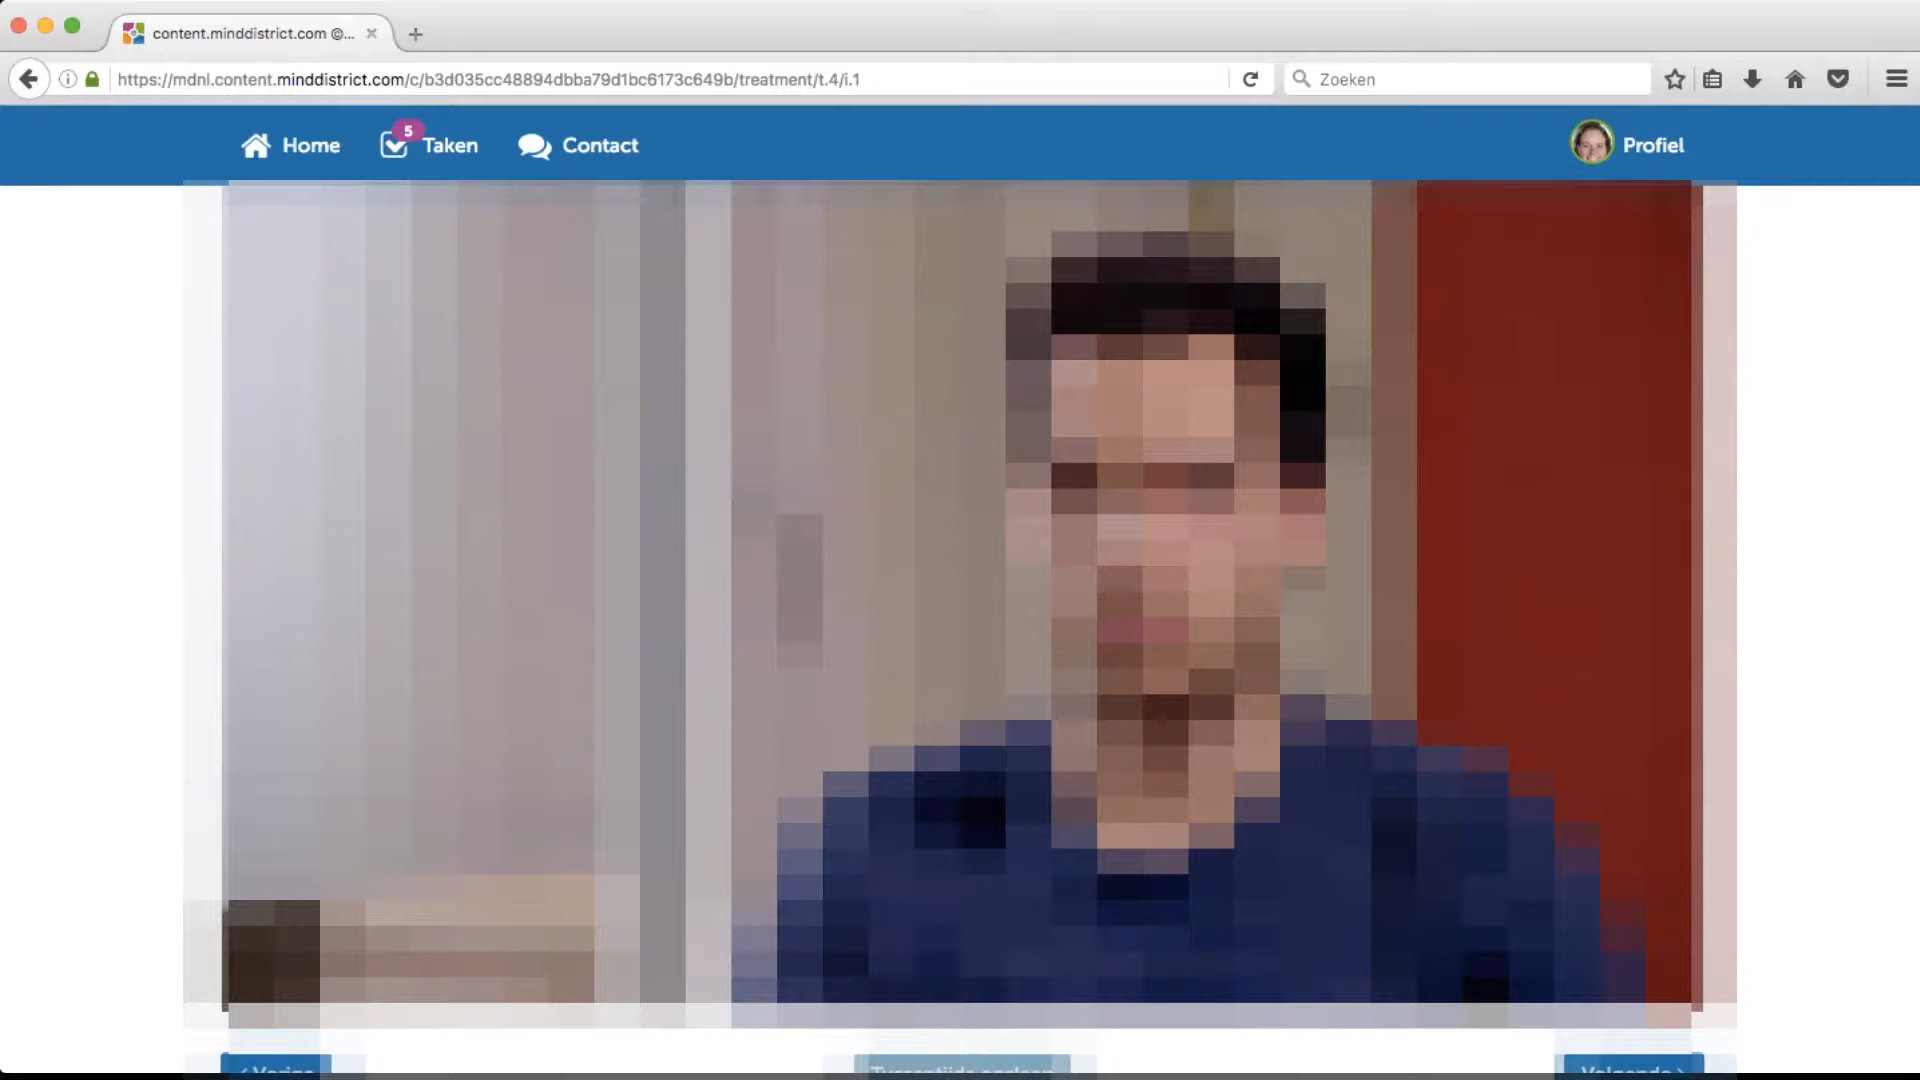 content.minddistrict.com @...
https://mdnl.content.minddistrict.com/c/b3d035cc48894dbba79d1bc6173c649b/treatment/t.4/i.1
Zoeken
Home
5
Taken
Contact
Profiel